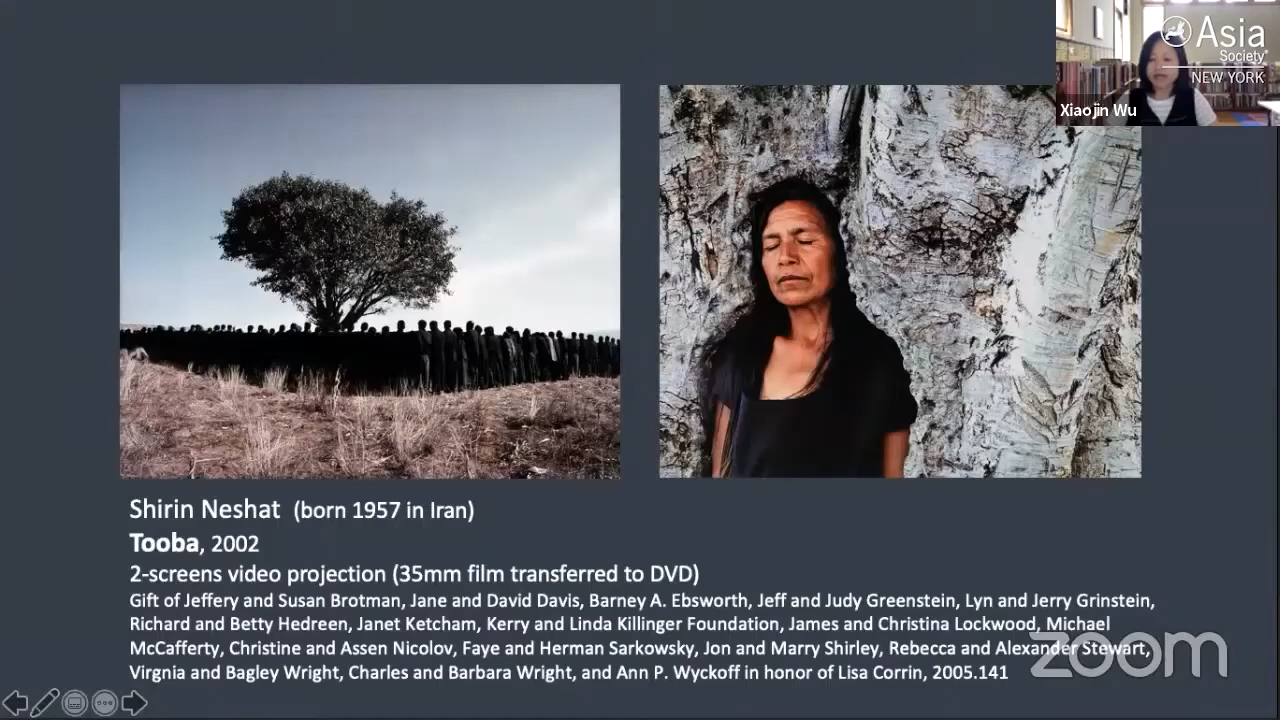 Asia
Society
NEW YORK
Xiaojin Wu
Shirin Neshat (born 1957 in Iran)
Tooba, 2002
2-screens video projection (35mm film transferred to DVD)
Gift of Jeffery and Susan Brotman, Jane and David Davis, Barney A. Ebsworth, Jeff and Judy Greenstein, Lyn and Jerry Grinstein,
Richard and Betty Hedreen, Janet Ketcham, Kerry and Linda Killinger Foundation, James and Christina Lockwood, Michael
McCafferty, Christine and Assen Nicolov, Faye and Herman Sarkowsky, Jon and Marry Shirley, Rebecca and Alexander Stewart,
Virgnia and Bagley Wright, Charles and Barbara Wright, and Ann P. Wyckoff in honor of Lisa Corrin, 2005.141
zoom